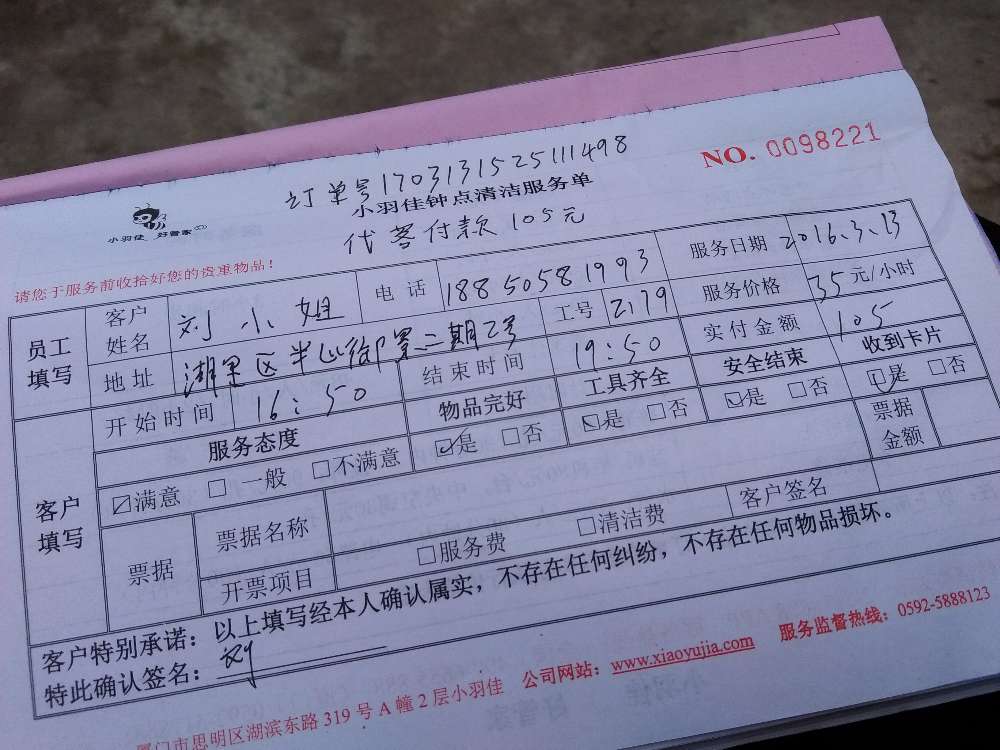 订单号170313152511498
NO. 0098221
小羽佳 好管家
小羽佳钟点清洁服务单
代客付款105元
请您于服务前收拾好您的贵重物品!
员工填写 客户姓名 刘小姐 电话 18850581993 服务日期 2016.3.13
地址 湖里区半山御景二期2号 工号 2179 服务价格 35元/小时
开始时间 16:50 结束时间 19:50 实付金额 105
客户填写 服务态度 物品完好 工具齐全 安全结束 收到卡片
☑满意 □一般 □不满意 ☑是 □否 ☑是 □否 ☑是 □否 ☑是 □否
票据 票据名称 票据金额
开票项目 □服务费 □清洁费 客户签名
客户特别承诺:以上填写经本人确认属实,不存在任何纠纷,不存在任何物品损坏。
特此确认签名:刘
厦门市思明区湖滨东路319号A幢2层小羽佳 公司网站:www.xiaoyujia.com 服务监督热线:0592-5888123